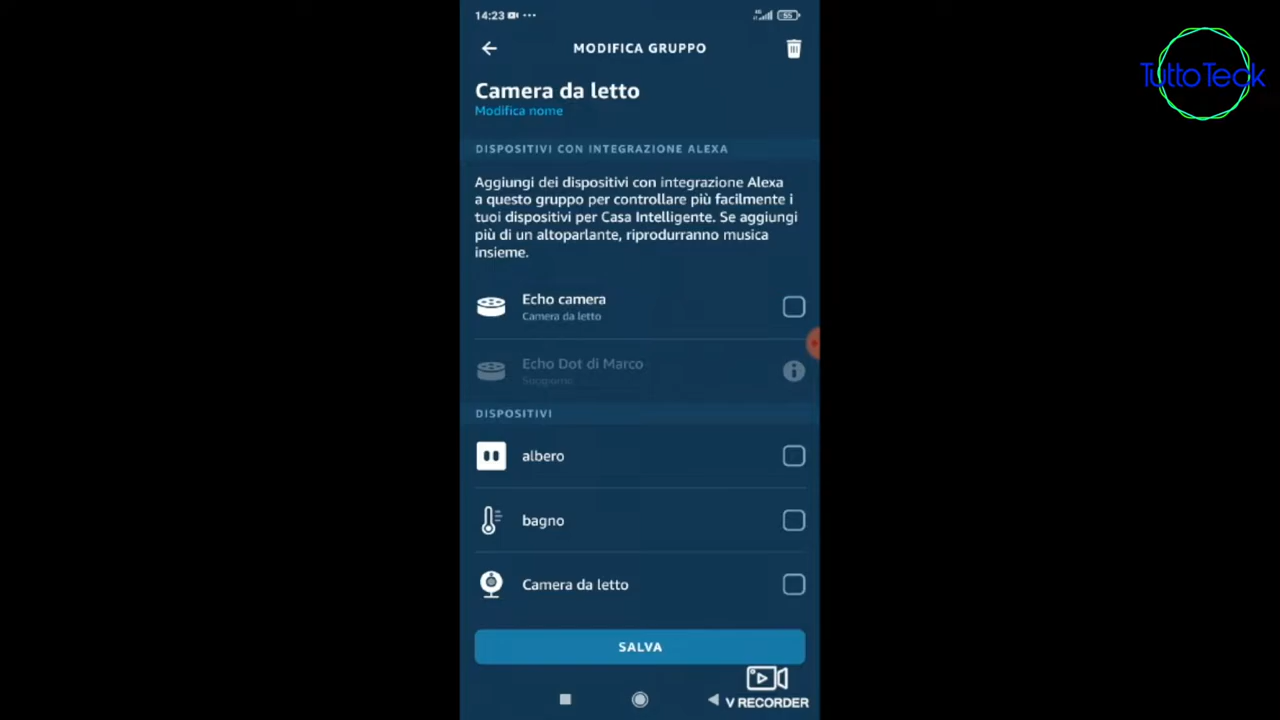 14:23
55
MODIFICA GRUPPO
TuttoTeck
Camera da letto
Modifica nome
DISPOSITIVI CON INTEGRAZIONE ALEXA
Aggiungi dei dispositivi con integrazione Alexa
a questo gruppo per controllare più facilmente i
tuoi dispositivi per Casa Intelligente. Se aggiungi
più di un altoparlante, riprodurranno musica
insieme.
Echo camera
Camera da letto
Echo Dot di Marco
Soggiorno
DISPOSITIVI
albero
bagno
Camera da letto
SALVA
V RECORDER